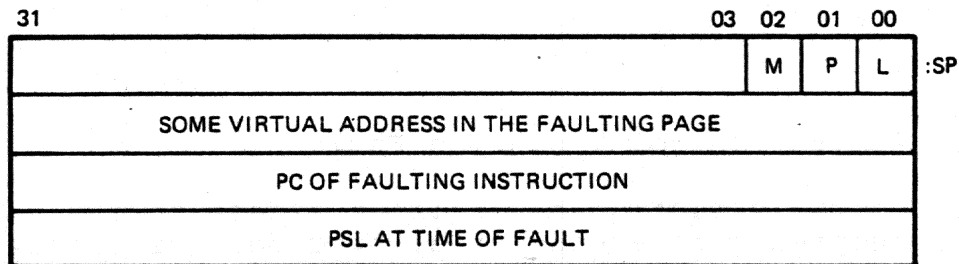 31 03 02 01 00
M P L :SP
SOME VIRTUAL ADDRESS IN THE FAULTING PAGE
PC OF FAULTING INSTRUCTION
PSL AT TIME OF FAULT